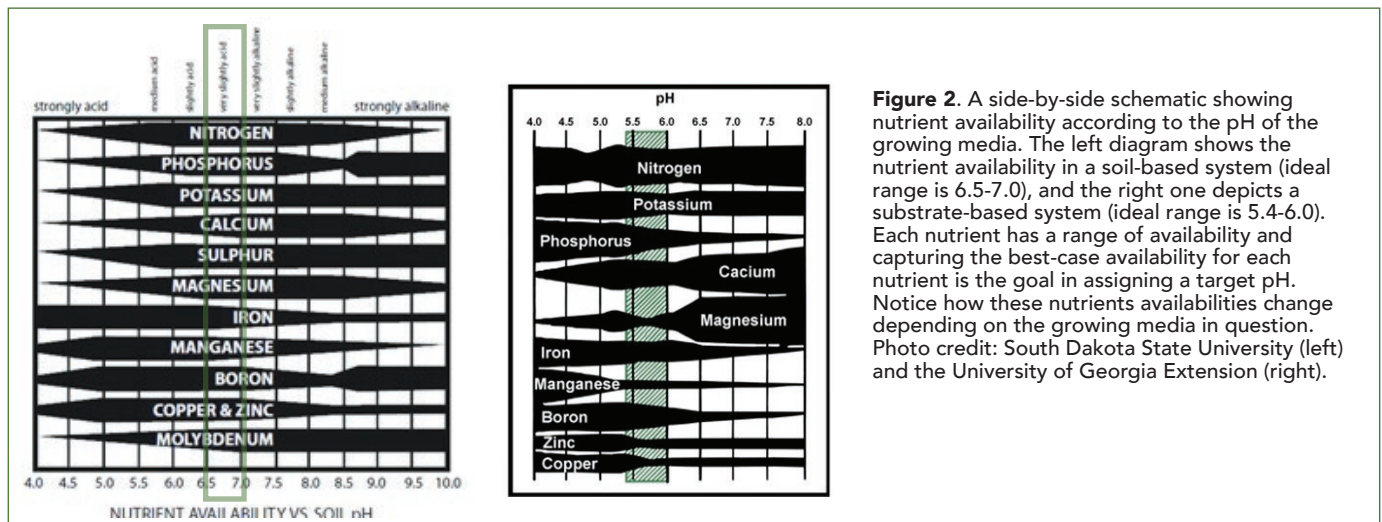 medium acid
slightly acid
very slightly acid
very slightly alkaline
slightly alkaline
medium alkaline
strongly acid
strongly alkaline
NITROGEN
PHOSPHORUS
POTASSIUM
CALCIUM
SULPHUR
MAGNESIUM
IRON
MANGANESE
BORON
COPPER & ZINC
MOLYBDENUM
4.0 4.5 5.0 5.5 6.0 6.5 7.0 7.5 8.0 8.5 9.0 9.5 10.0
NUTRIENT AVAILABILITY VS. SOIL pH
pH
4.0 4.5 5.0 5.5 6.0 6.5 7.0 7.5 8.0
Nitrogen
Potassium
Phosphorus
Cacium
Magnesium
Iron
Manganese
Boron
Zinc
Copper
Figure 2. A side-by-side schematic showing
nutrient availability according to the pH of the
growing media. The left diagram shows the
nutrient availability in a soil-based system (ideal
range is 6.5-7.0), and the right one depicts a
substrate-based system (ideal range is 5.4-6.0).
Each nutrient has a range of availability and
capturing the best-case availability for each
nutrient is the goal in assigning a target pH.
Notice how these nutrients availabilities change
depending on the growing media in question.
Photo credit: South Dakota State University (left)
and the University of Georgia Extension (right).